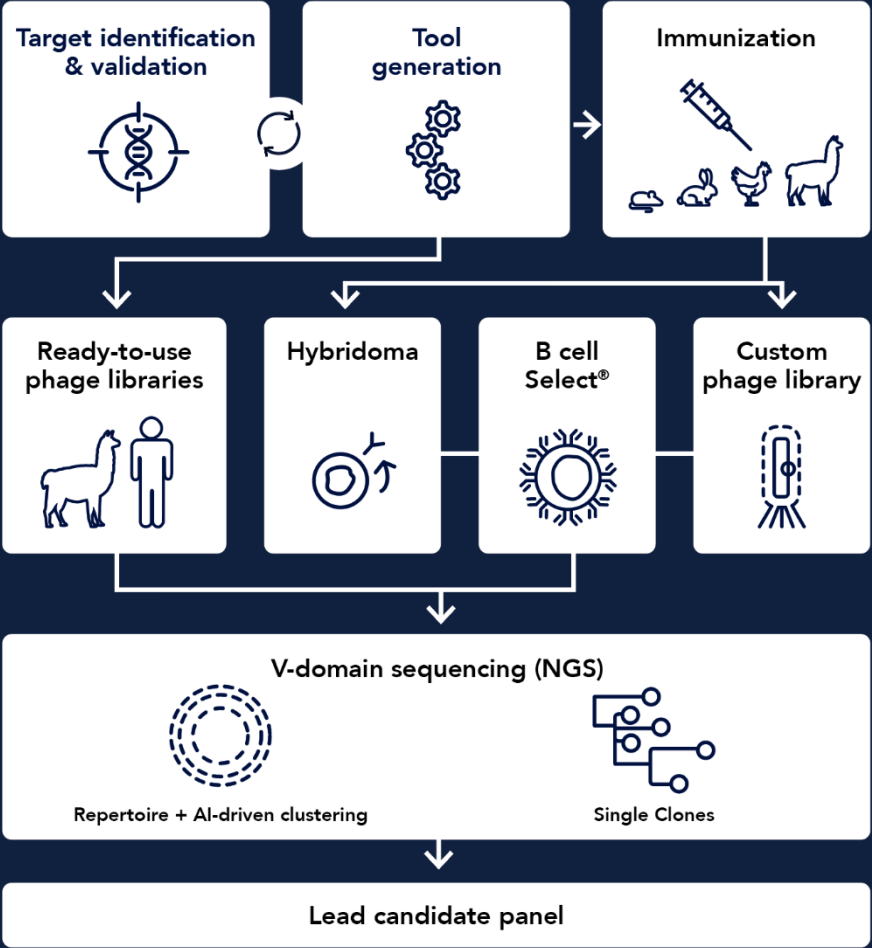 Target identification
& validation
Tool
generation
Immunization
Ready-to-use
phage libraries
Hybridoma
B cell
Select®
Custom
phage library
V-domain sequencing (NGS)
Repertoire + AI-driven clustering
Single Clones
Lead candidate panel